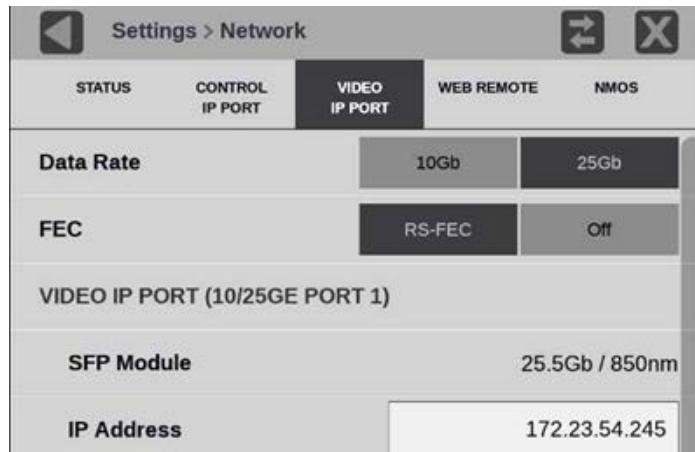 Settings > Network
STATUS
CONTROL
IP PORT
VIDEO
IP PORT
WEB REMOTE
NMOS
Data Rate
10Gb
25Gb
FEC
RS-FEC
Off
VIDEO IP PORT (10/25GE PORT 1)
SFP Module
25.5Gb / 850nm
IP Address
172.23.54.245